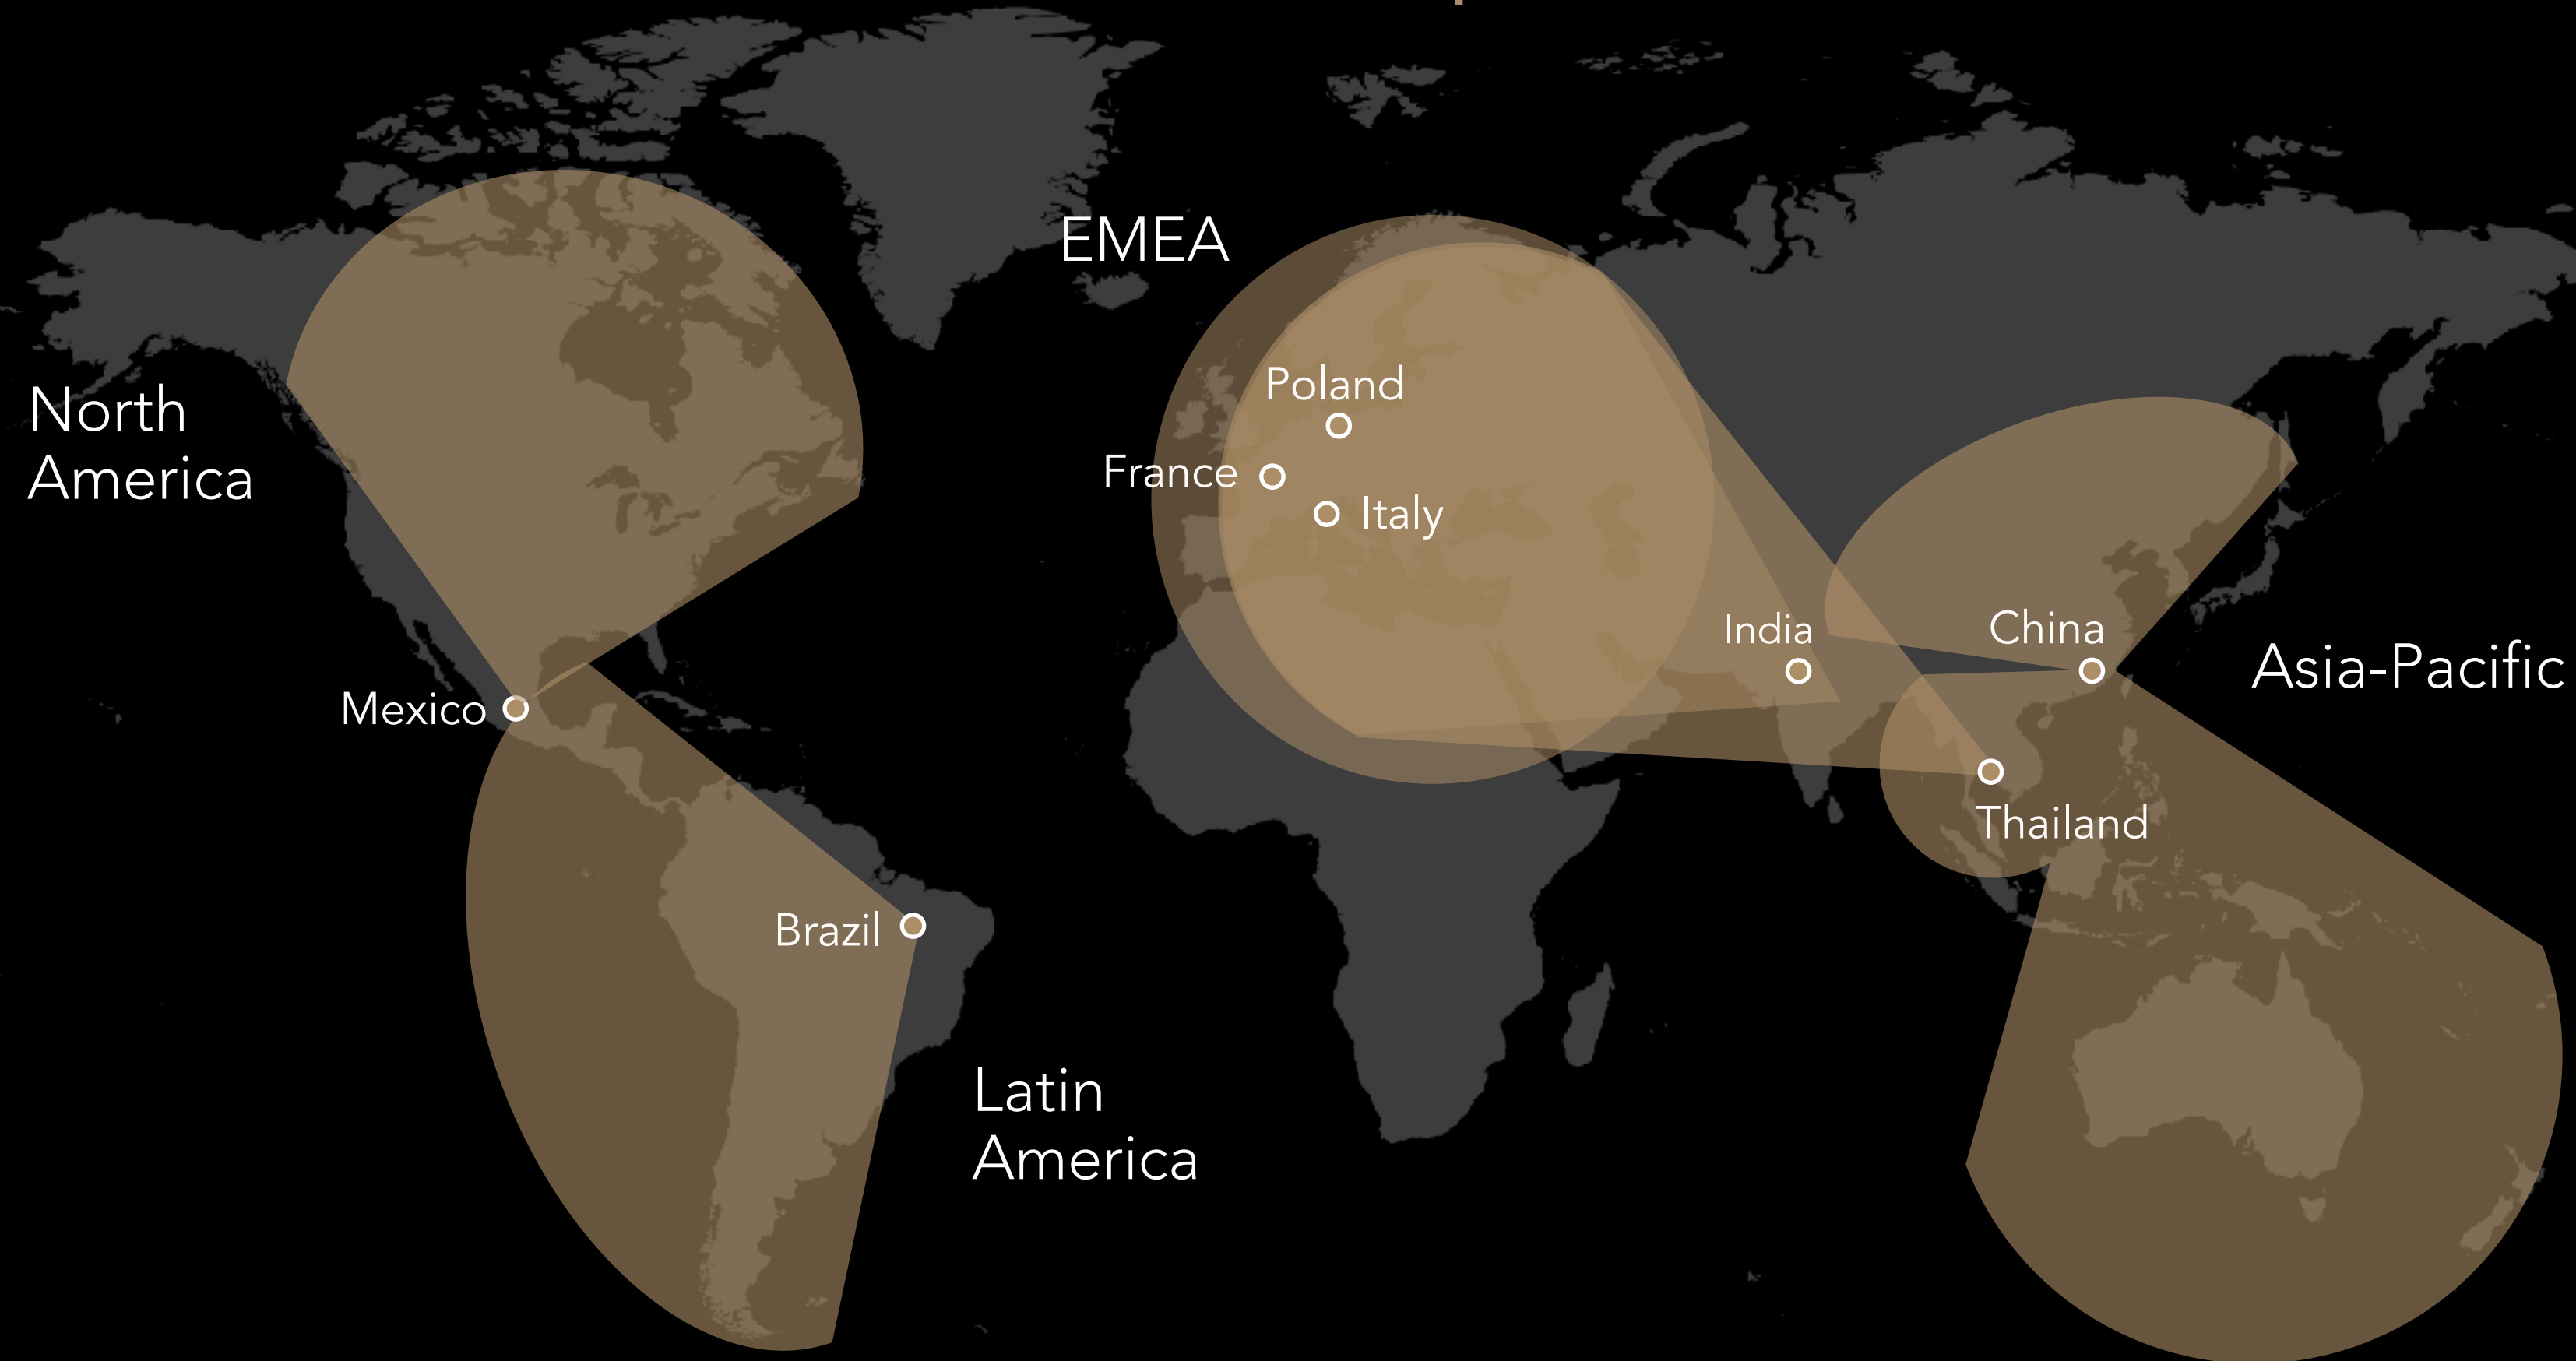 EMEA
North
America
Poland
France
Italy
India
China
Asia-Pacific
Mexico
Thailand
Brazil
Latin
America